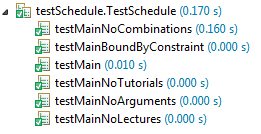 testSchedule.TestSchedule (0.170 s)
testMainNoCombinations (0.160 s)
testMainBoundByConstraint (0.000 s)
testMain (0.010 s)
testMainNoTutorials (0.000 s)
testMainNoArguments (0.000 s)
testMainNoLectures (0.000 s)